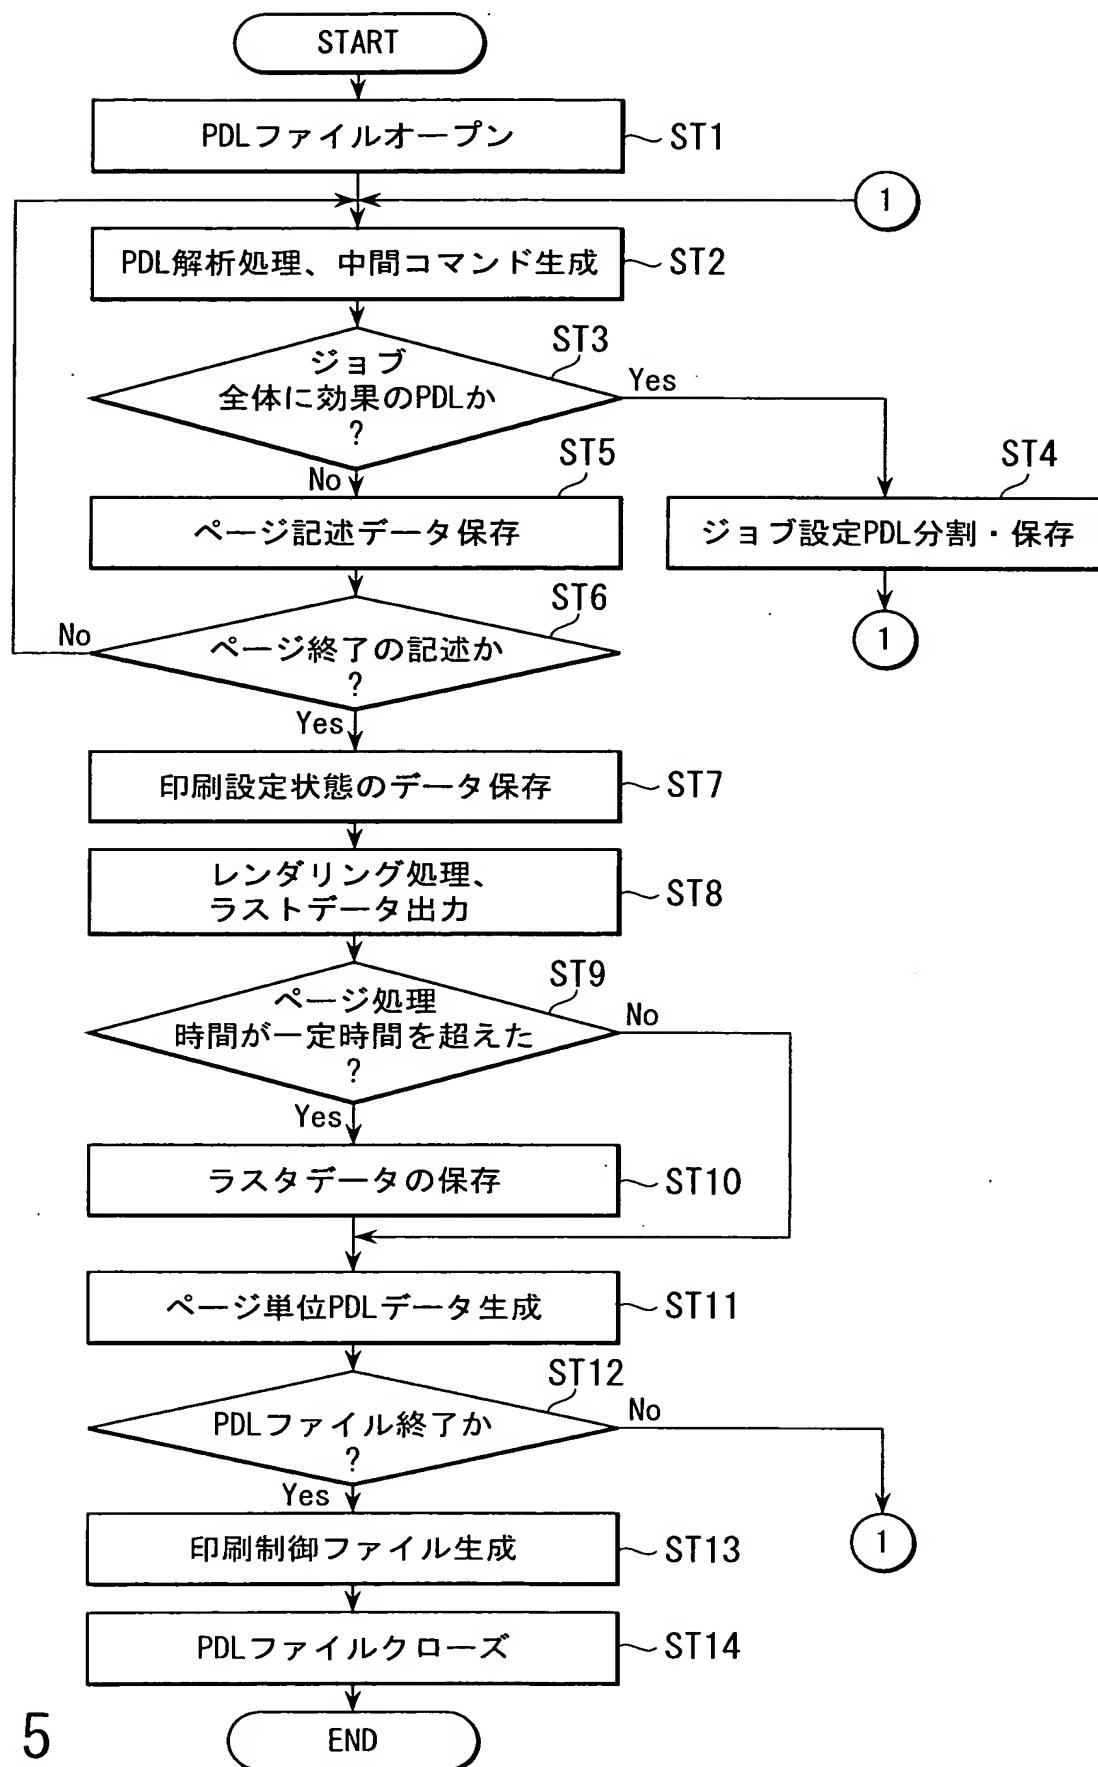 START
PDLファイルオープン
ST1
1
PDL解析処理、中間コマンド生成
ST2
ST3
ジョブ
全体に効果のPDLか
?
Yes
No
ST5
ST4
ページ記述データ保存
ジョブ設定PDL分割・保存
ST6
No
ページ終了の記述か
?
1
Yes
印刷設定状態のデータ保存
ST7
レンダリング処理、
ラストデータ出力
ST8
ST9
ページ処理
時間が一定時間を超えた
?
No
Yes
ラスタデータの保存
ST10
ページ単位PDLデータ生成
ST11
ST12
PDLファイル終了か
?
No
Yes
1
印刷制御ファイル生成
ST13
PDLファイルクローズ
ST14
END
5